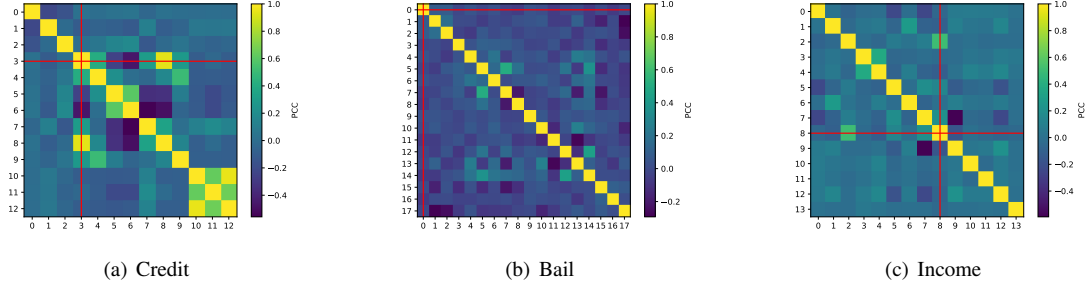 0 1 2 3 4 5 6 7 8 9 10 11 12
0 1 2 3 4 5 6 7 8 9 10 11 12
1.0 0.8 0.6 0.4 0.2 0.0 −0.2 −0.4
PCC
(a) Credit
0 1 2 3 4 5 6 7 8 9 10 11 12 13 14 15 16 17
0 1 2 3 4 5 6 7 8 9 10 11 12 13 14 15 16 17
1.0 0.8 0.6 0.4 0.2 0.0 −0.2
PCC
(b) Bail
0 1 2 3 4 5 6 7 8 9 10 11 12 13
0 1 2 3 4 5 6 7 8 9 10 11 12 13
1.0 0.8 0.6 0.4 0.2 0.0 −0.2 −0.4
PCC
(c) Income